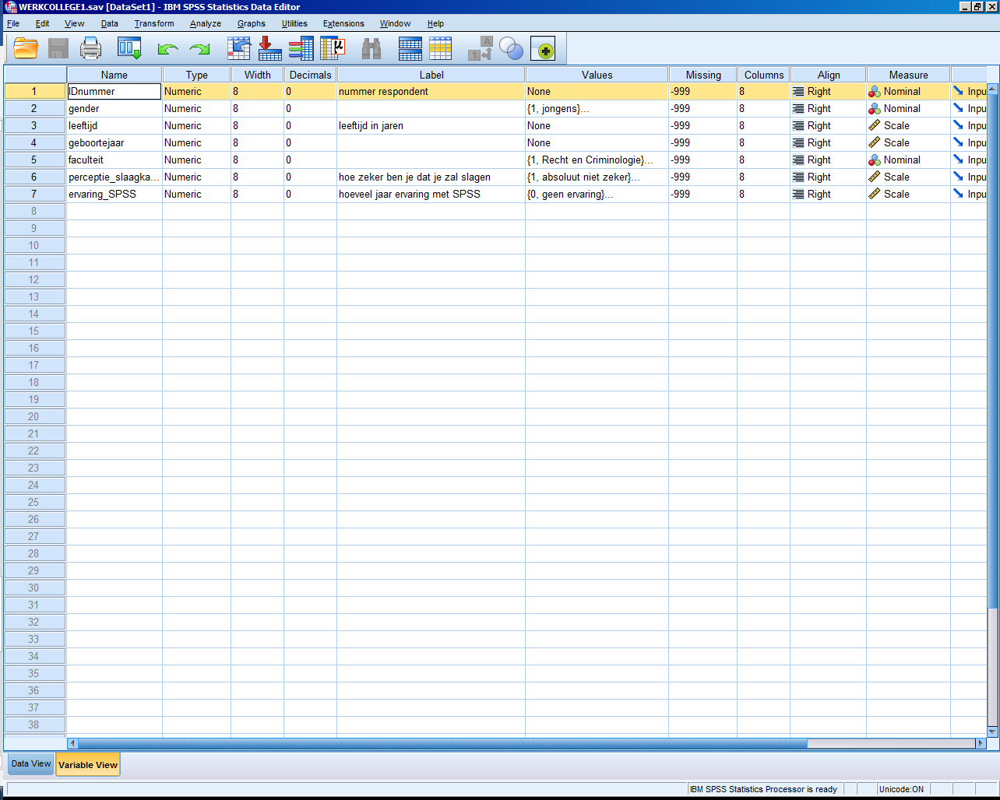 WERKCOLLEGE1.sav [DataSet1] - IBM SPSS Statistics Data Editor
File Edit View Data Transform Analyze Graphs Utilities Extensions Window Help
Name Type Width Decimals Label Values Missing Columns Align Measure
1 IDnummer Numeric 8 0 nummer respondent None -999 8 Right Nominal Inpu
2 gender Numeric 8 0 {1, jongens}... -999 8 Right Nominal Inpu
3 leeftijd Numeric 8 0 leeftijd in jaren None -999 8 Right Scale Inpu
4 geboortejaar Numeric 8 0 None -999 8 Right Scale Inpu
5 faculteit Numeric 8 0 {1, Recht en Criminologie}... -999 8 Right Nominal Inpu
6 perceptie_slaagka... Numeric 8 0 hoe zeker ben je dat je zal slagen {1, absoluut niet zeker}... -999 8 Right Scale Inpu
7 ervaring_SPSS Numeric 8 0 hoeveel jaar ervaring met SPSS {0, geen ervaring}... -999 8 Right Scale Inpu
8
9
10
11
12
13
14
15
16
17
18
19
20
21
22
23
24
25
26
27
28
29
30
31
32
33
34
35
36
37
38
Data View Variable View
IBM SPSS Statistics Processor is ready Unicode:ON